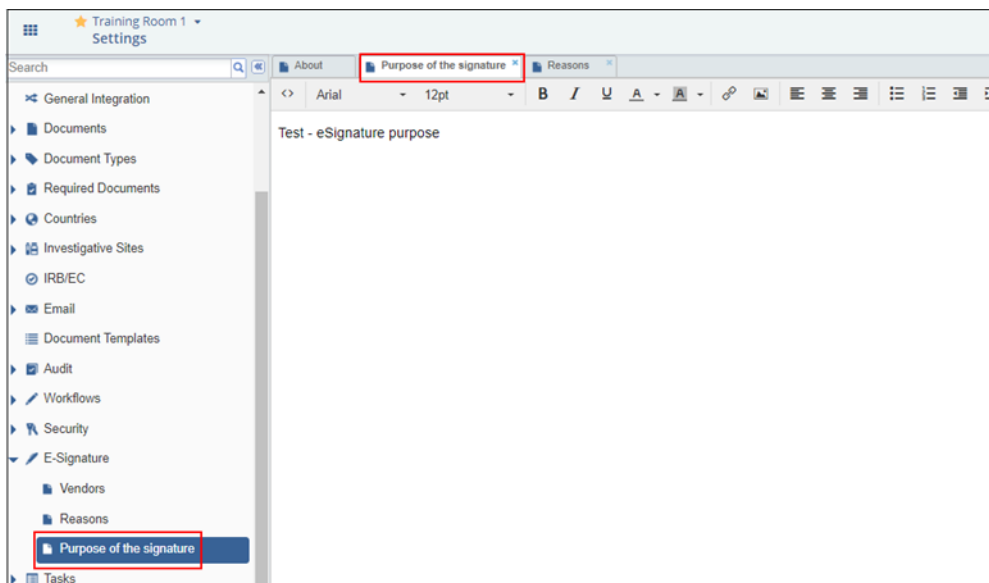 Training Room 1
Settings
Search
About
Purpose of the signature
Reasons
Arial
12pt
B I U A A
General Integration
Documents
Document Types
Required Documents
Countries
Investigative Sites
IRB/EC
Email
Document Templates
Audit
Workflows
Security
E-Signature
Vendors
Reasons
Purpose of the signature
Tasks
Test - eSignature purpose